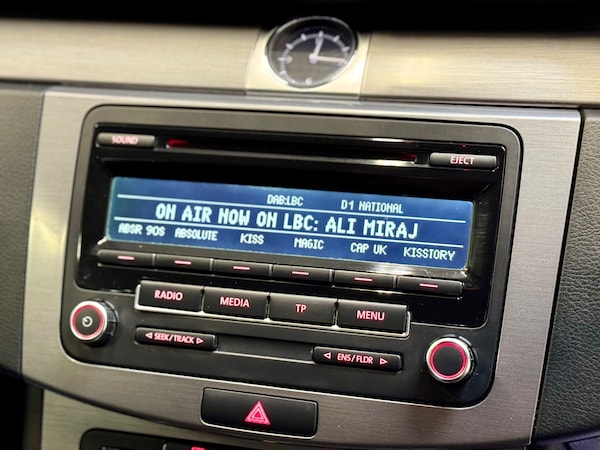 SOUND
EJECT
DAB:LBC D1 NATIONAL
ON AIR NOW ON LBC: ALI MIRAJ
ABSR 90S ABSOLUTE KISS MAGIC CAP UK KISSTORY
RADIO MEDIA TP MENU
SEEK/TRACK
ENS/FLDR